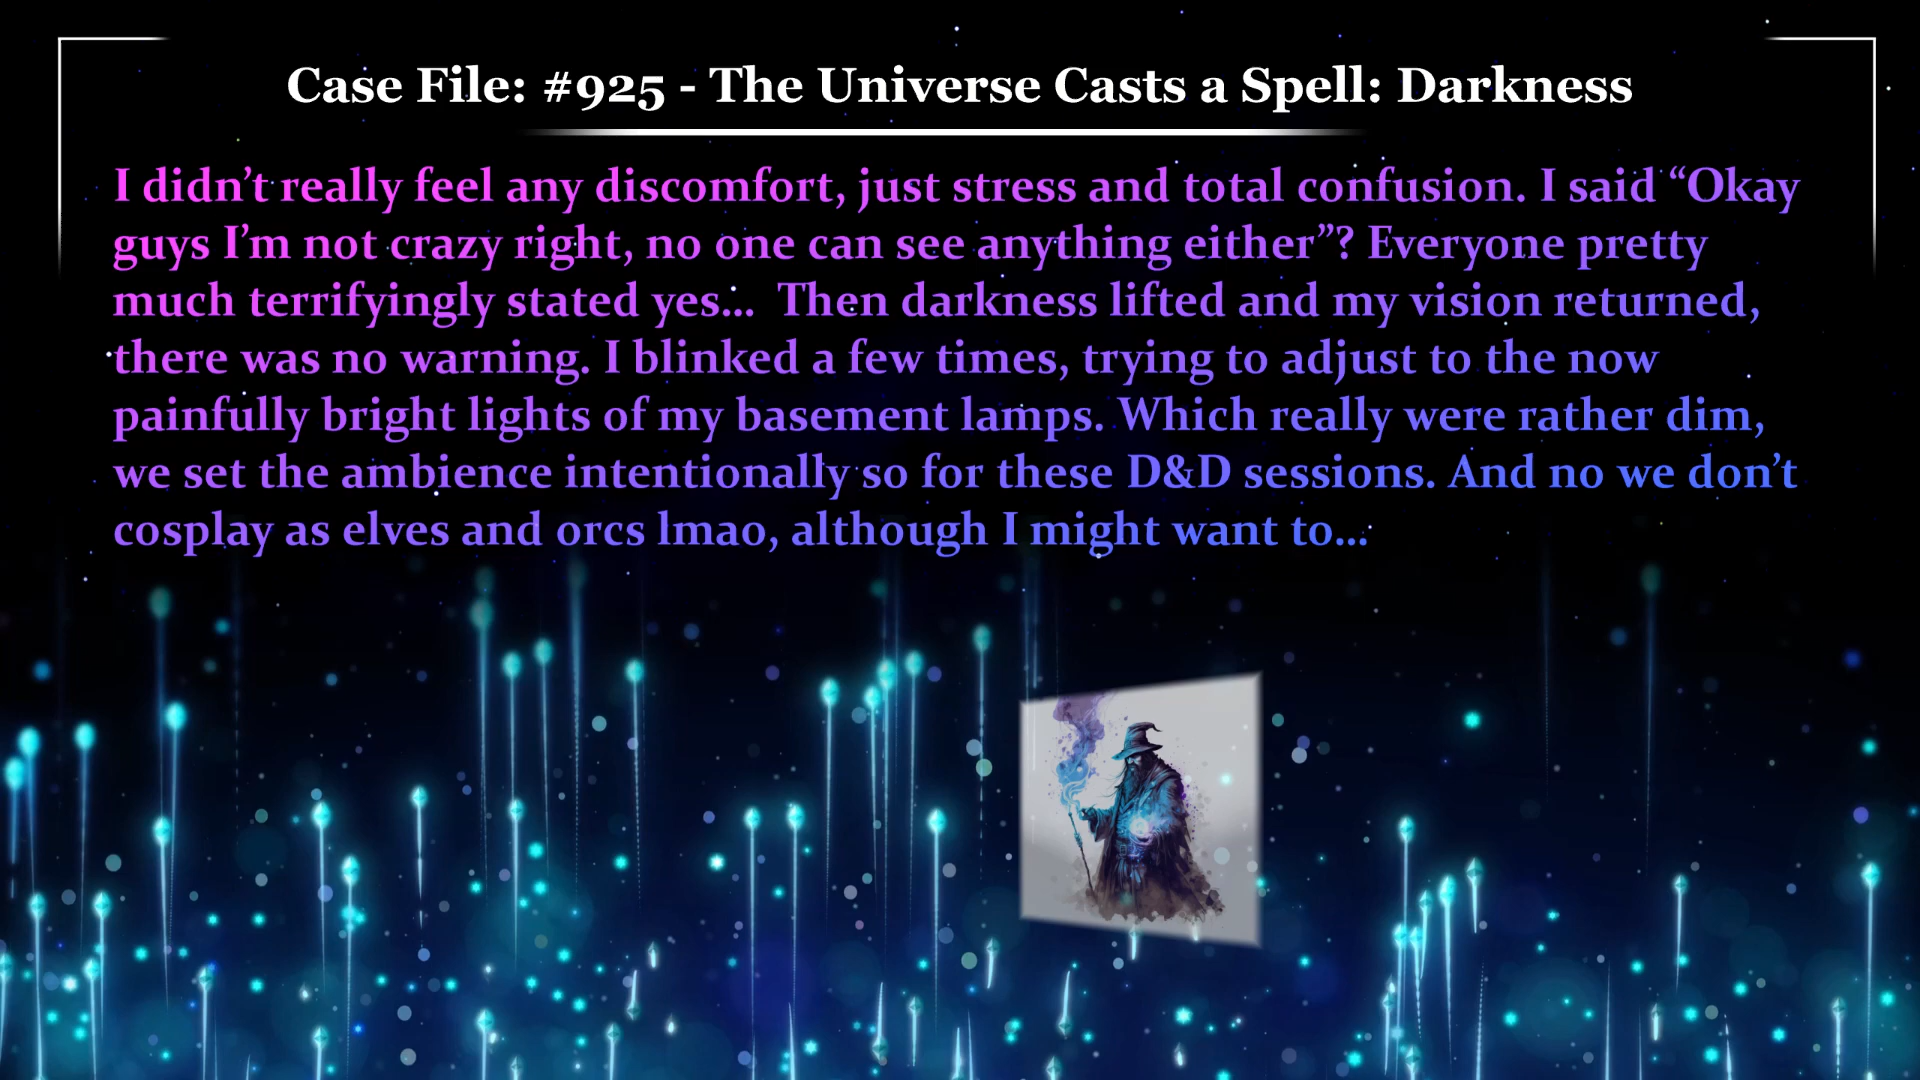 Case File: #925 - The Universe Casts a Spell: Darkness
I didn’t really feel any discomfort, just stress and total confusion. I said “Okay
guys I’m not crazy right, no one can see anything either”? Everyone pretty
much terrifyingly stated yes...  Then darkness lifted and my vision returned,
there was no warning. I blinked a few times, trying to adjust to the now
painfully bright lights of my basement lamps. Which really were rather dim,
we set the ambience intentionally so for these D&D sessions. And no we don’t
cosplay as elves and orcs lmao, although I might want to...